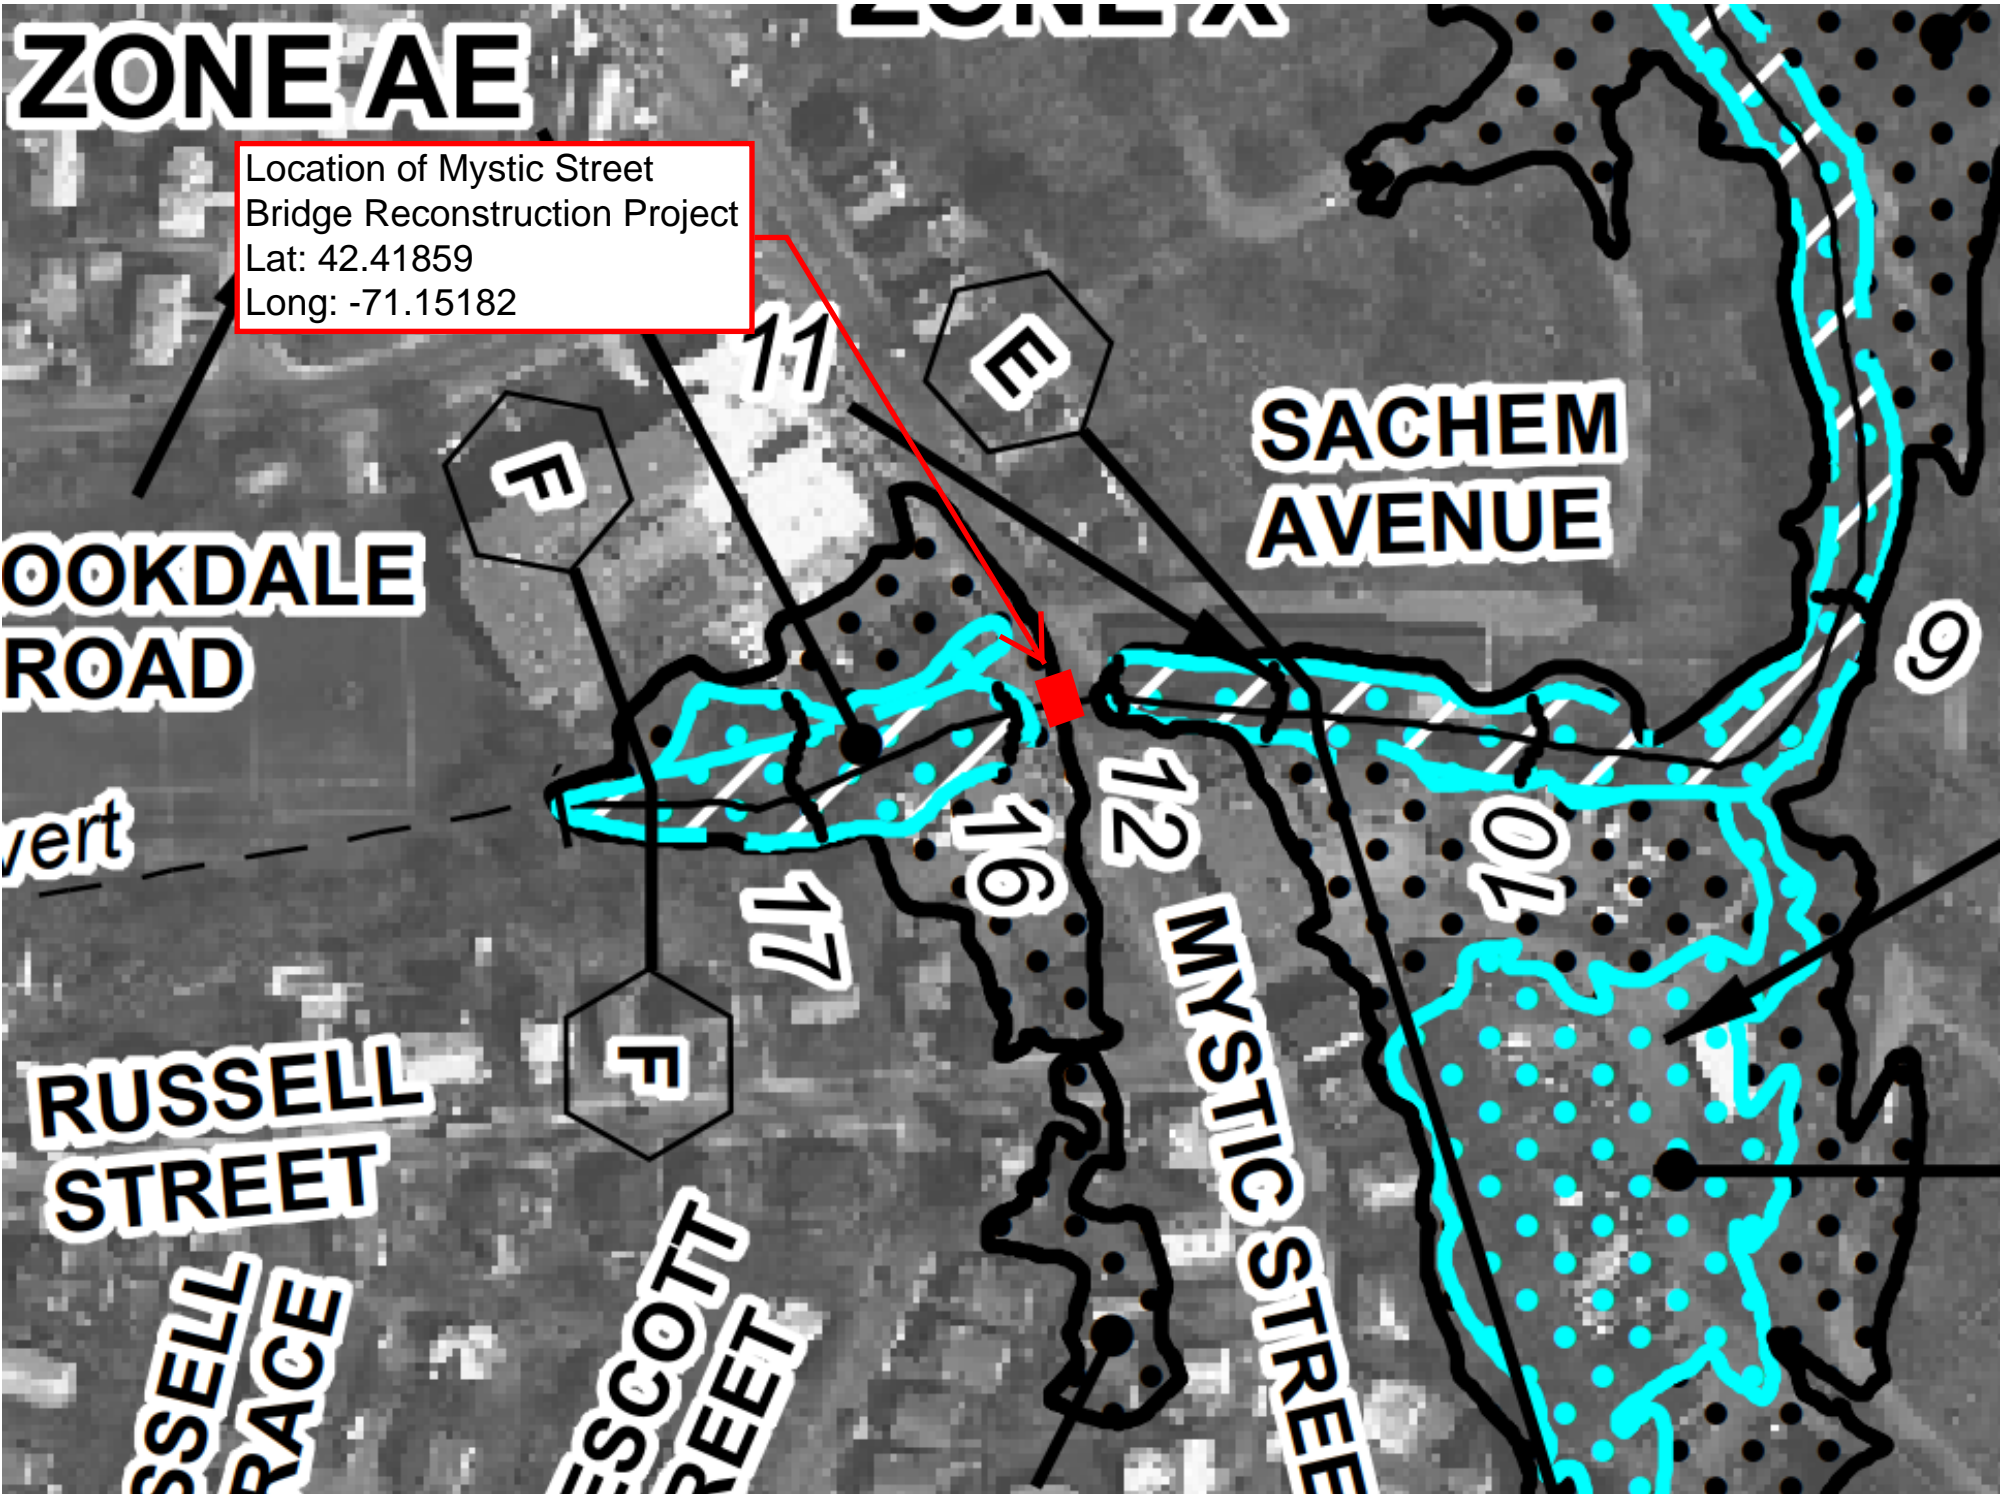 ZONE X
ZONE AE
Location of Mystic Street
Bridge Reconstruction Project
Lat: 42.41859
Long: -71.15182
11
E
F
SACHEM
AVENUE
OOKDALE
ROAD
9
vert
12
16
10
17
MYSTIC STREE
F
RUSSELL
STREET
SSELL
RACE
ESCOTT
REET